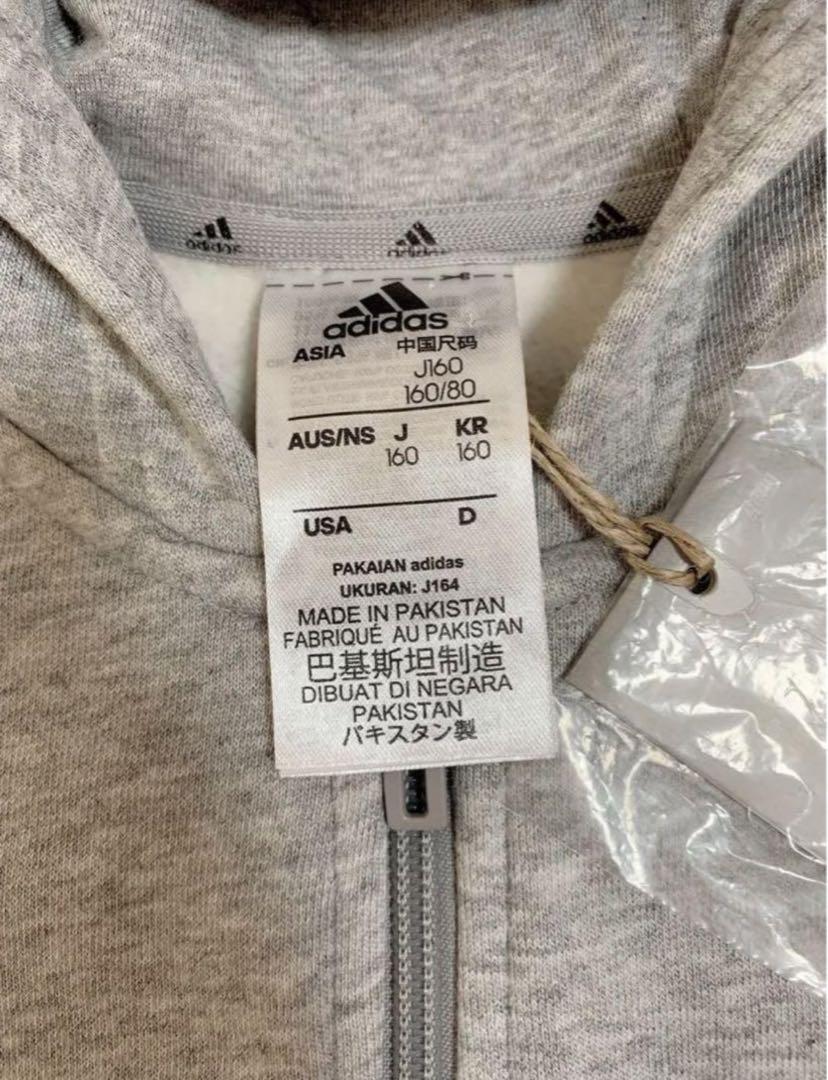 adidas
adidas
adidas
adidas
ASIA 中国尺码
J160
160/80
AUS/NS J KR
160 160
USA D
PAKAIAN adidas
UKURAN: J164
MADE IN PAKISTAN
FABRIQUÉ AU PAKISTAN
巴基斯坦制造
DIBUAT DI NEGARA
PAKISTAN
パキスタン製